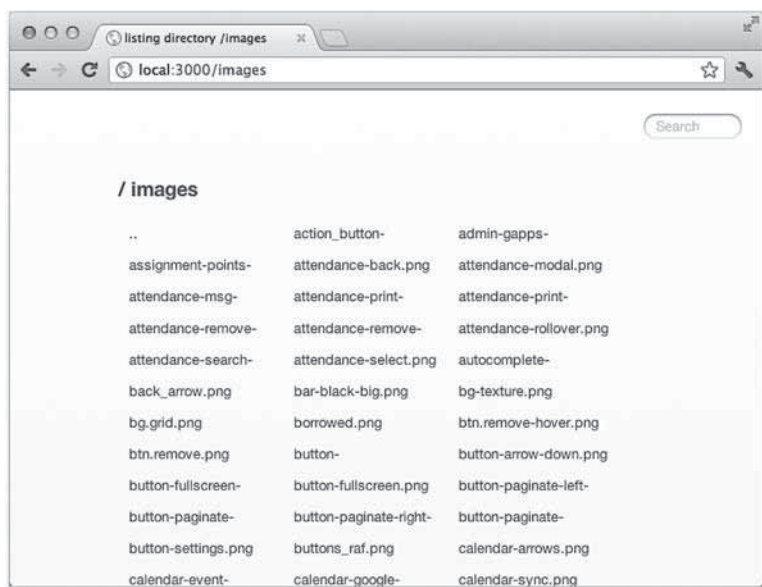 listing directory /images
local:3000/images
Search
/ images
.. action_button- admin-gapps-
assignment-points- attendance-back.png attendance-modal.png
attendance-msg- attendance-print- attendance-print-
attendance-remove- attendance-remove- attendance-rollover.png
attendance-search- attendance-select.png autocomplete-
back_arrow.png bar-black-big.png bg-texture.png
bg.grid.png borrowed.png btn.remove-hover.png
btn.remove.png button- button-arrow-down.png
button-fullscreen- button-fullscreen.png button-paginate-left-
button-paginate- button-paginate-right- button-paginate-
button-settings.png buttons_raf.png calendar-arrows.png
calendar-event- calendar-google- calendar-sync.png